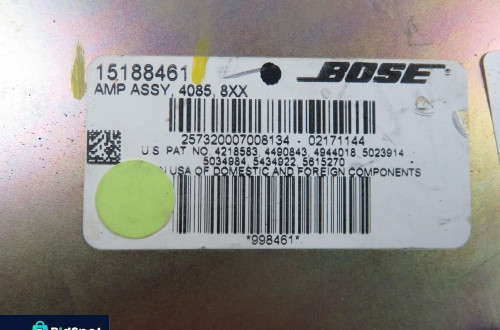 15188461 BOSE
AMP ASSY, 4085, 8XX
257320007008134 - 02171144
U.S PAT NO. 4218583, 4490843, 4944018, 5023914
5034984, 5434922, 5615270
N USA OF DOMESTIC AND FOREIGN COMPONENTS
*998461*
BidSpot